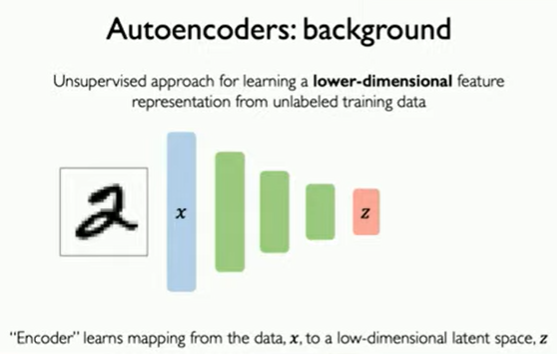 Autoencoders: background
Unsupervised approach for learning a lower-dimensional feature
representation from unlabeled training data
2
x
z
"Encoder" learns mapping from the data, x, to a low-dimensional latent space, z